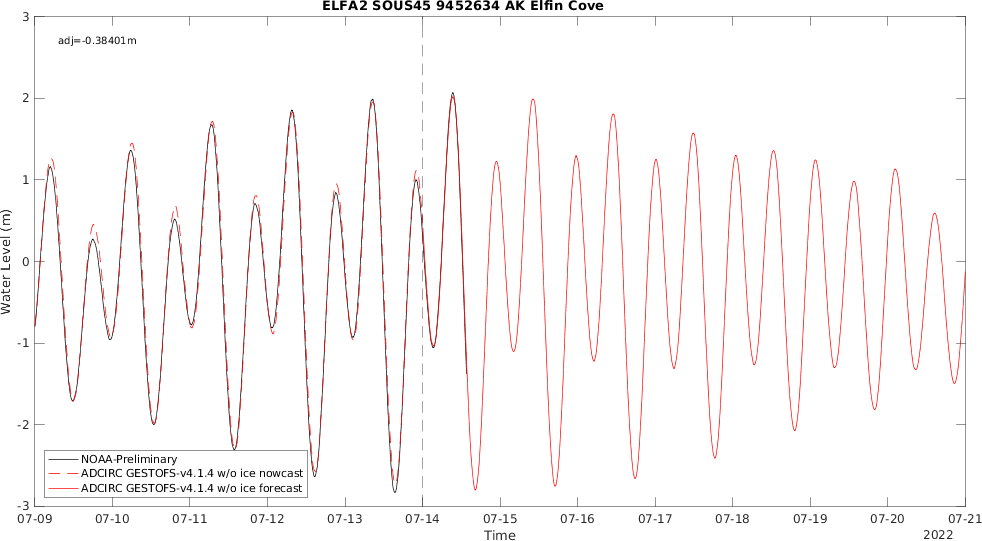 ELFA2 SOUS45 9452634 AK Elfin Cove
adj=-0.38401m
3
2
1
0
-1
-2
-3
Water Level (m)
NOAA-Preliminary
ADCIRC GESTOFS-v4.1.4 w/o ice nowcast
ADCIRC GESTOFS-v4.1.4 w/o ice forecast
07-09 07-10 07-11 07-12 07-13 07-14 07-15 07-16 07-17 07-18 07-19 07-20 07-21
Time
2022